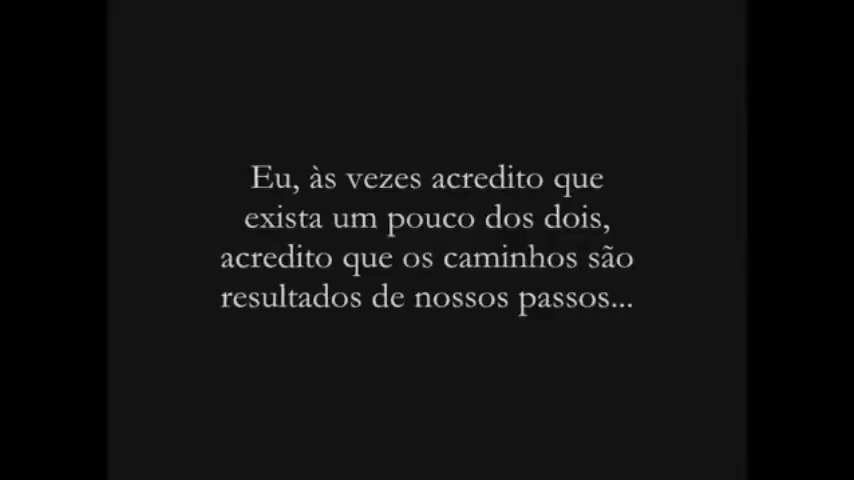 Eu, às vezes acredito que
exista um pouco dos dois,
acredito que os caminhos são
resultados de nossos passos...